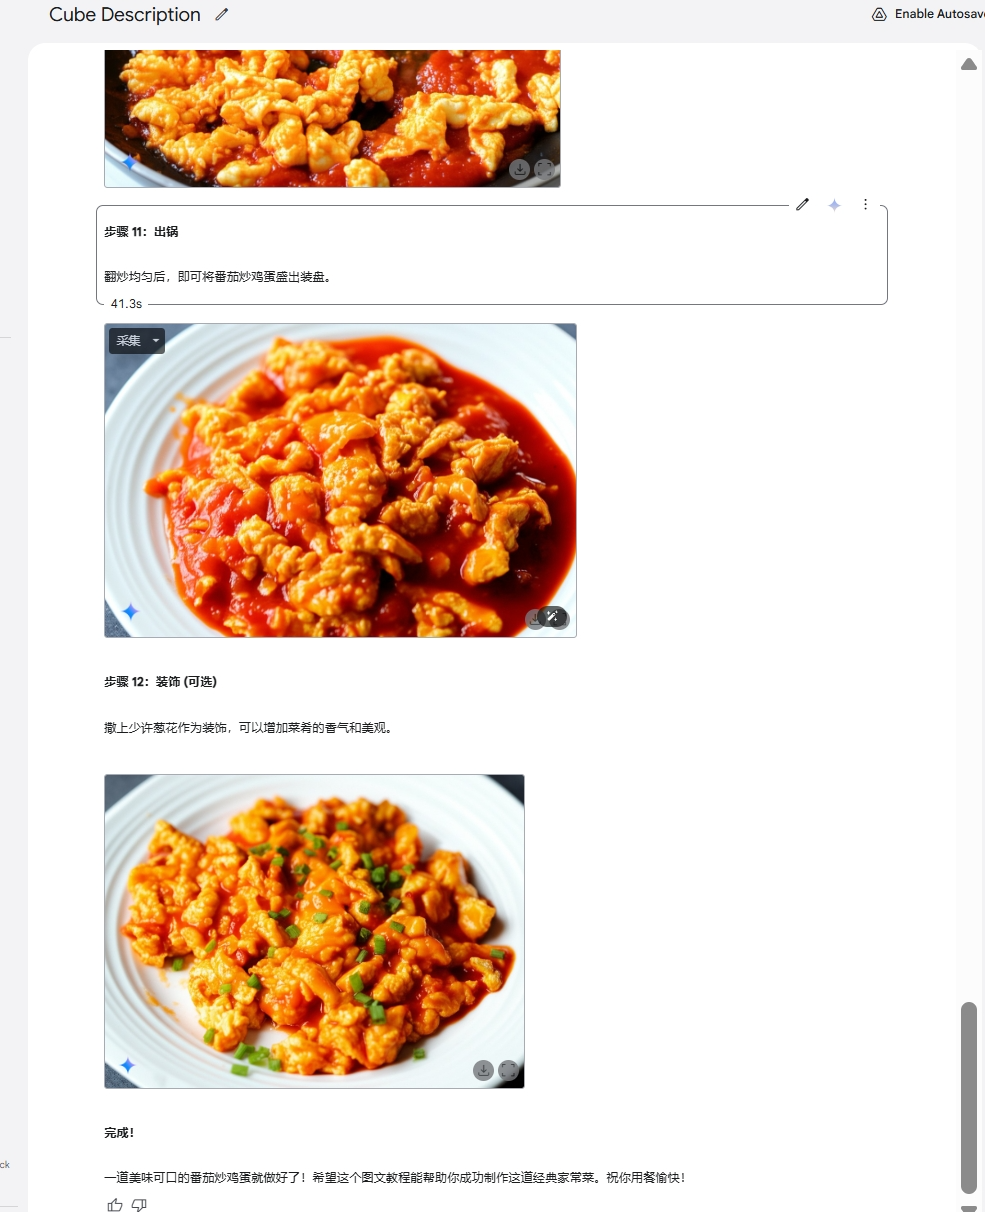 Cube Description
Enable Autosav
步骤 11：出锅
翻炒均匀后，即可将番茄炒鸡蛋盛出装盘。
41.3s
采集
步骤 12：装饰 (可选)
撒上少许葱花作为装饰，可以增加菜肴的香气和美观。
完成！
ck
一道美味可口的番茄炒鸡蛋就做好了！希望这个图文教程能帮助你成功制作这道经典家常菜。祝你用餐愉快！